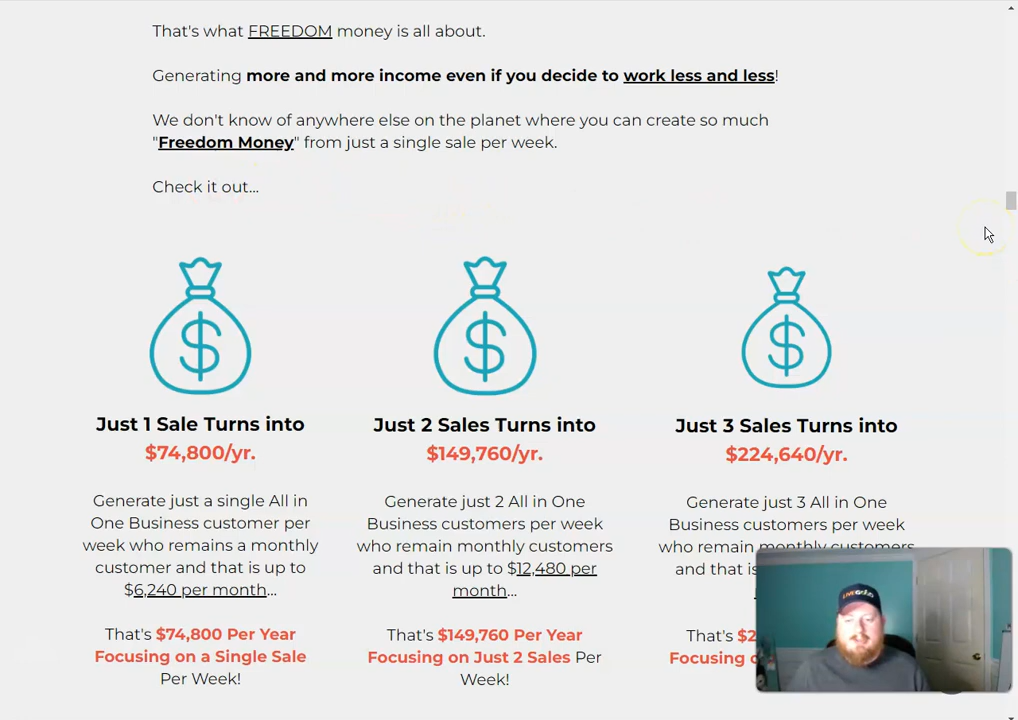 That's what FREEDOM money is all about.
Generating more and more income even if you decide to work less and less!
We don't know of anywhere else on the planet where you can create so much
"Freedom Money" from just a single sale per week.
Check it out...
Just 1 Sale Turns into
$74,800/yr.
Generate just a single All in
One Business customer per
week who remains a monthly
customer and that is up to
$6,240 per month...
That's $74,800 Per Year
Focusing on a Single Sale
Per Week!
Just 2 Sales Turns into
$149,760/yr.
Generate just 2 All in One
Business customers per week
who remain monthly customers
and that is up to $12,480 per
month...
That's $149,760 Per Year
Focusing on Just 2 Sales Per
Week!
Just 3 Sales Turns into
$224,640/yr.
Generate just 3 All in One
Business customers per week
who remain monthly customers
and that is
That's $2
Focusing